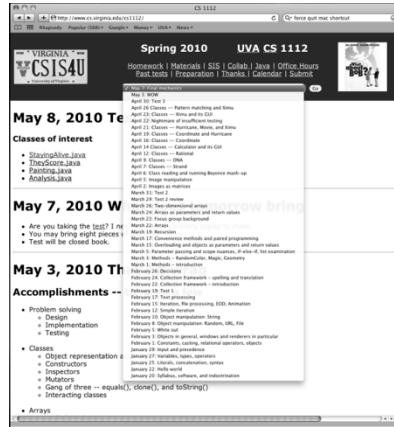 CS 1112
http://www.cs.virginia.edu/cs1112/
Q- force quit mac shortcut
Rhapsody Popular (588) Google Money UVA News
VIRGINIA
VCSIS4U
University of Virginia
Spring 2010 UVA CS 1112
Homework | Materials | SIS | Collab | Java | Office Hours
Past tests | Preparation | Thanks | Calendar | Submit
May 7: Final mechanics
Go
May 3: WOW
April 30: Test 3
April 26 Classes -- Pattern matching and Ximu
April 23: Classes -- Ximu and its GUI
April 22 Nightmare of insufficient testing
April 21: Classes -- Hurricane, Movie, and Ximu
April 19: Classes -- Coordinate and Hurricane
April 16: Classes -- Coordinate
April 14 Classes -- Calculator and its GUI
April 12: Classes -- Rational
April 9: Classes -- DNA
April 7: Classes -- Strand
April 6: Class reading and running Beyonce mash-up
April 5: Image manipulation
April 2: Images as matrices
March 31: Test 2
March 29: Test 2 review
March 26: Two-dimensional arrays
March 24: Arrays as parameters and return values
March 23: Focus group background
March 22: Arrays
March 19: Recursion
March 17: Convenience methods and paired programming
March 15: Overloading and objects as parameters and return values
March 5: Parameter passing and scope nuances, if-else-if, list examination
March 3: Methods -- RandomColor, Magic, Geometry
March 1: Methods -- introduction
February 26: Decisions
February 24: Collection framework -- spelling and translation
February 22: Collection framework -- introduction
February 19: Test 1
February 17: Text processing
February 15: Iteration, file processing, EOD, Animation
February 12: Simple iteration
February 10: Object manipulation: String
February 8: Object manipulation: Random, URL, File
February 5: White out
February 3: Objects in general, windows and renderers in particular
February 1: Constants, casting, relational operators, objects
January 29: Input and precedence
January 27: Variables, types, operators
January 25: Literals, concatenation, syntax
January 22: Hello world
January 20: Syllabus, software, and indoctrination
May 8, 2010 Te
Classes of interest
StayingAlive.java
TheyScore.java
Painting.java
Analysis.java
May 7, 2010 W
morrow bring
Are you taking the test? I ne
You may bring eight pieces
Test will be closed book.
May 3, 2010 Th
Accomplishments --
Problem solving
Design
Implementation
Testing
Classes
Object representation a
Constructors
Inspectors
Mutators
Gang of three -- equals(), clone(), and toString()
Interacting classes
Arrays